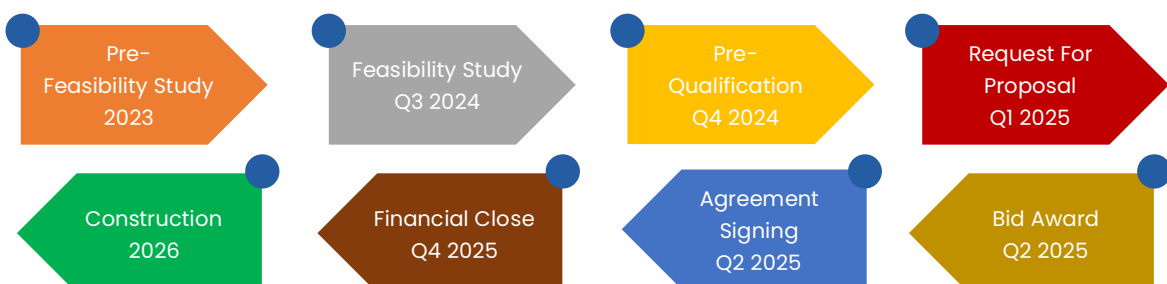 Pre-
Feasibility Study
2023
Feasibility Study
Q3 2024
Pre-
Qualification
Q4 2024
Request For
Proposal
Q1 2025
Bid Award
Q2 2025
Agreement
Signing
Q2 2025
Financial Close
Q4 2025
Construction
2026